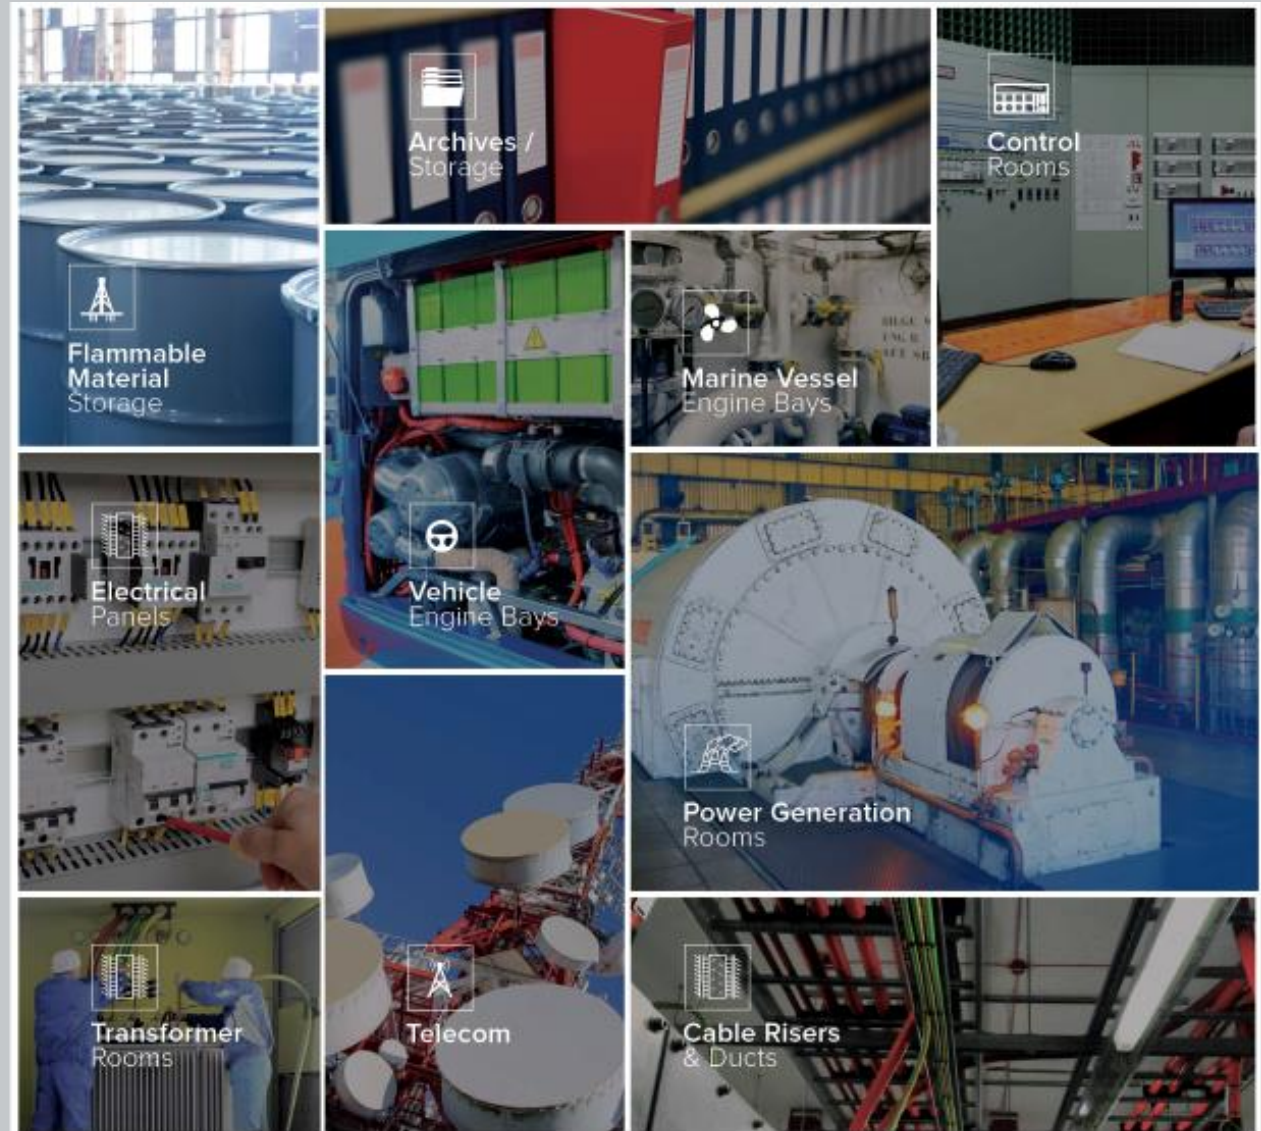 Archives /
Storage
Control
Rooms
Flammable
Material
Storage
Marine Vessel
Engine Bays
Electrical
Panels
Vehicle
Engine Bays
Power Generation
Rooms
Transformer
Rooms
Telecom
Cable Risers
& Ducts